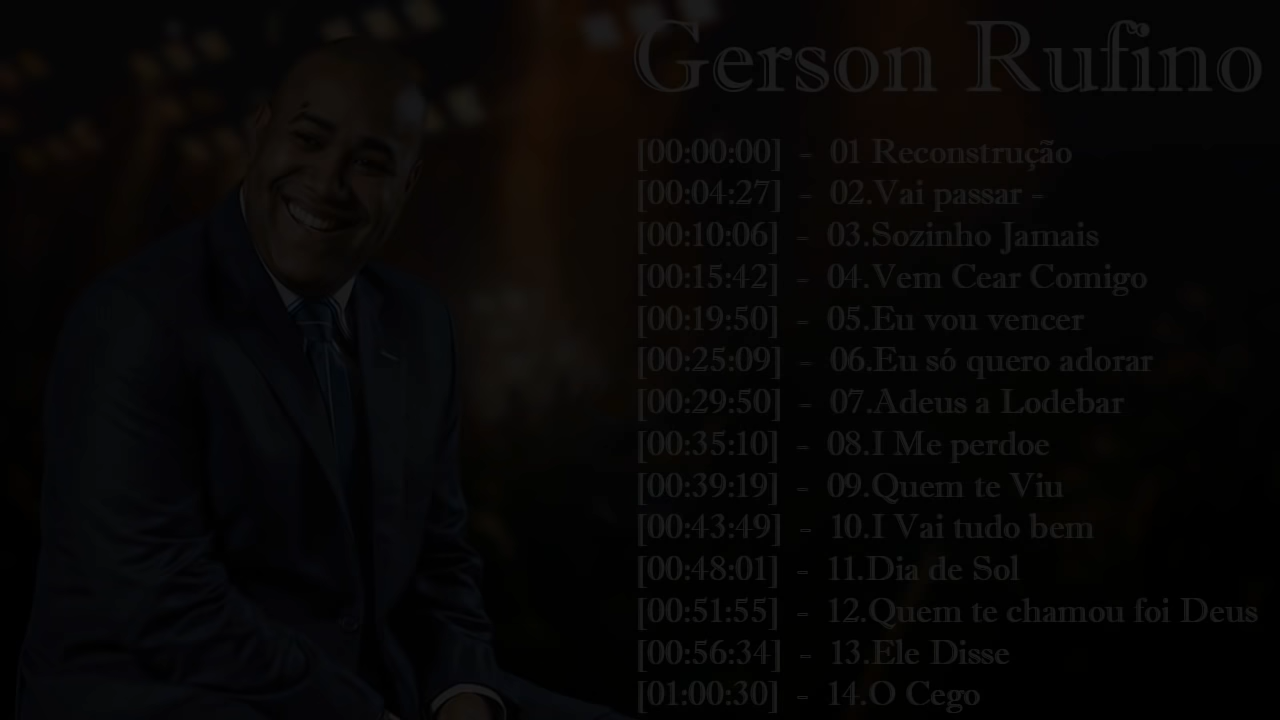 Gerson Rufino
[00:00:00] - 01 Reconstrução
[00:04:27] - 02.Vai passar -
[00:10:06] - 03.Sozinho Jamais
[00:15:42] - 04.Vem Cear Comigo
[00:19:50] - 05.Eu vou vencer
[00:25:09] - 06.Eu só quero adorar
[00:29:50] - 07.Adeus a Lodebar
[00:35:10] - 08.I Me perdoe
[00:39:19] - 09.Quem te Viu
[00:43:49] - 10.I Vai tudo bem
[00:48:01] - 11.Dia de Sol
[00:51:55] - 12.Quem te chamou foi Deus
[00:56:34] - 13.Ele Disse
[01:00:30] - 14.O Cego